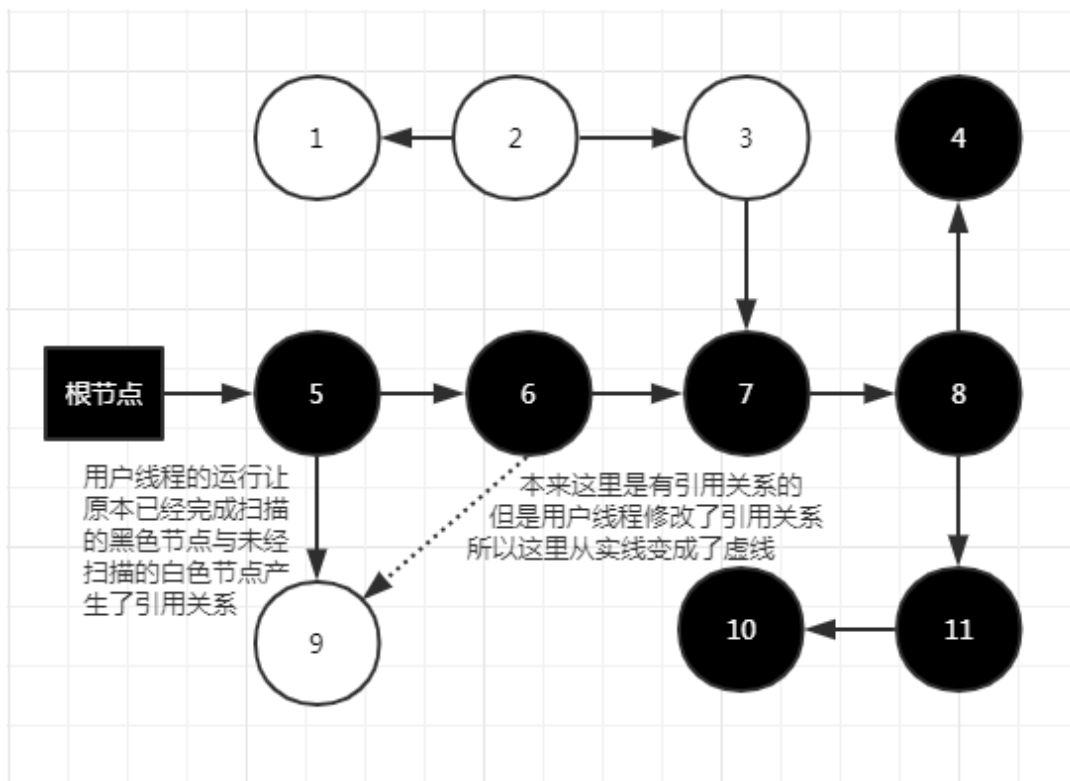 1
2
3
4
根节点
5
6
7
8
用户线程的运行让
原本已经完成扫描
的黑色节点与未经
扫描的白色节点产
生了引用关系
本来这里是有引用关系的
但是用户线程修改了引用关系
所以这里从实线变成了虚线
9
10
11